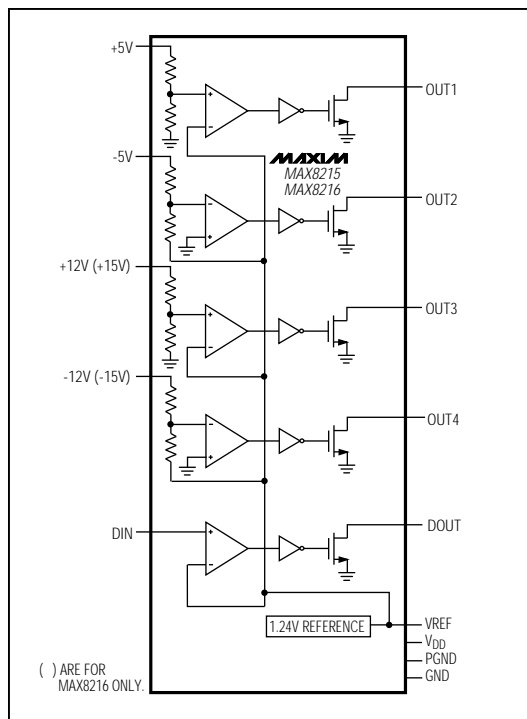 +5V
+
−
OUT1
MAXIM
MAX8215
MAX8216
-5V
−
+
OUT2
+12V (+15V)
+
−
OUT3
-12V (-15V)
−
+
OUT4
DIN
+
−
DOUT
1.24V REFERENCE
VREF
VDD
PGND
GND
( ) ARE FOR
MAX8216 ONLY.